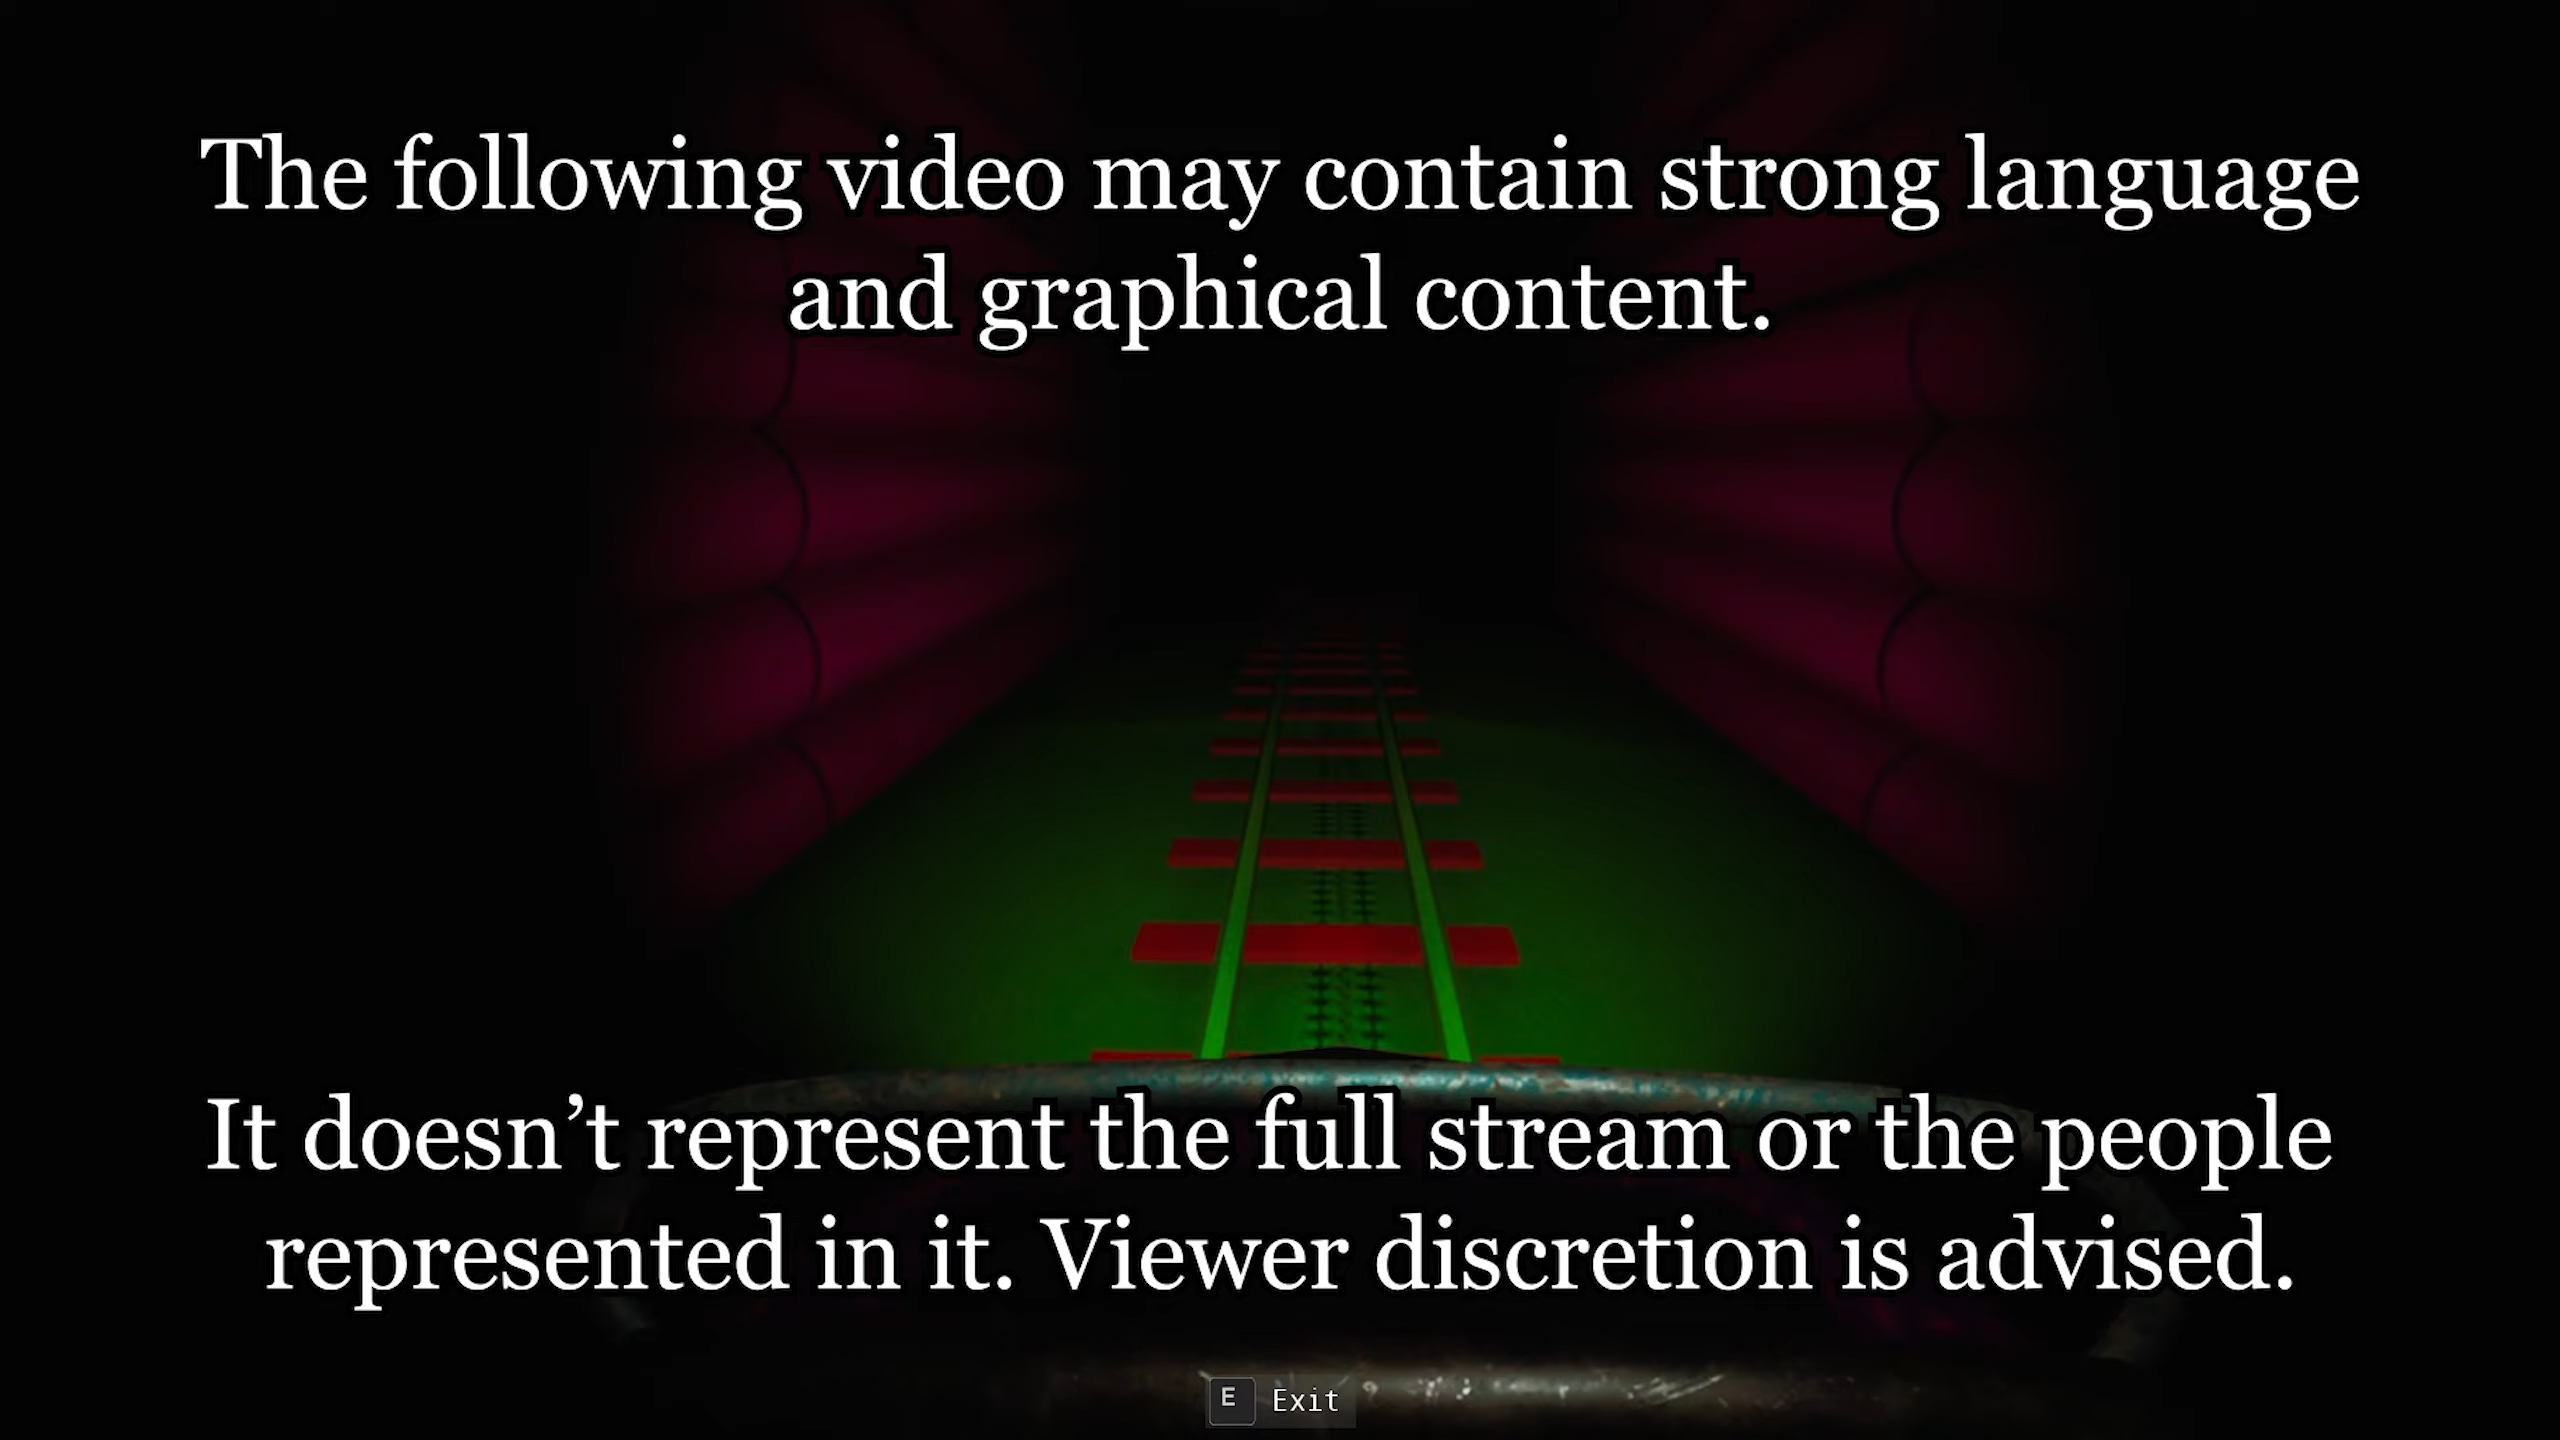 The following video may contain strong language
and graphical content.
It doesn’t represent the full stream or the people
represented in it. Viewer discretion is advised.
E Exit